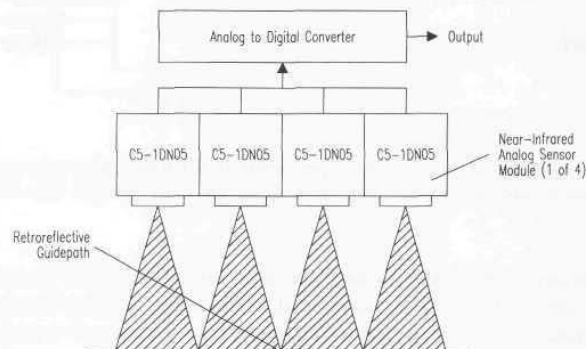 Analog to Digital Converter
Output
C5-1DN05 C5-1DN05 C5-1DN05 C5-1DN05
Near-Infrared
Analog Sensor
Module (1 of 4)
Retroreflective
Guidepath